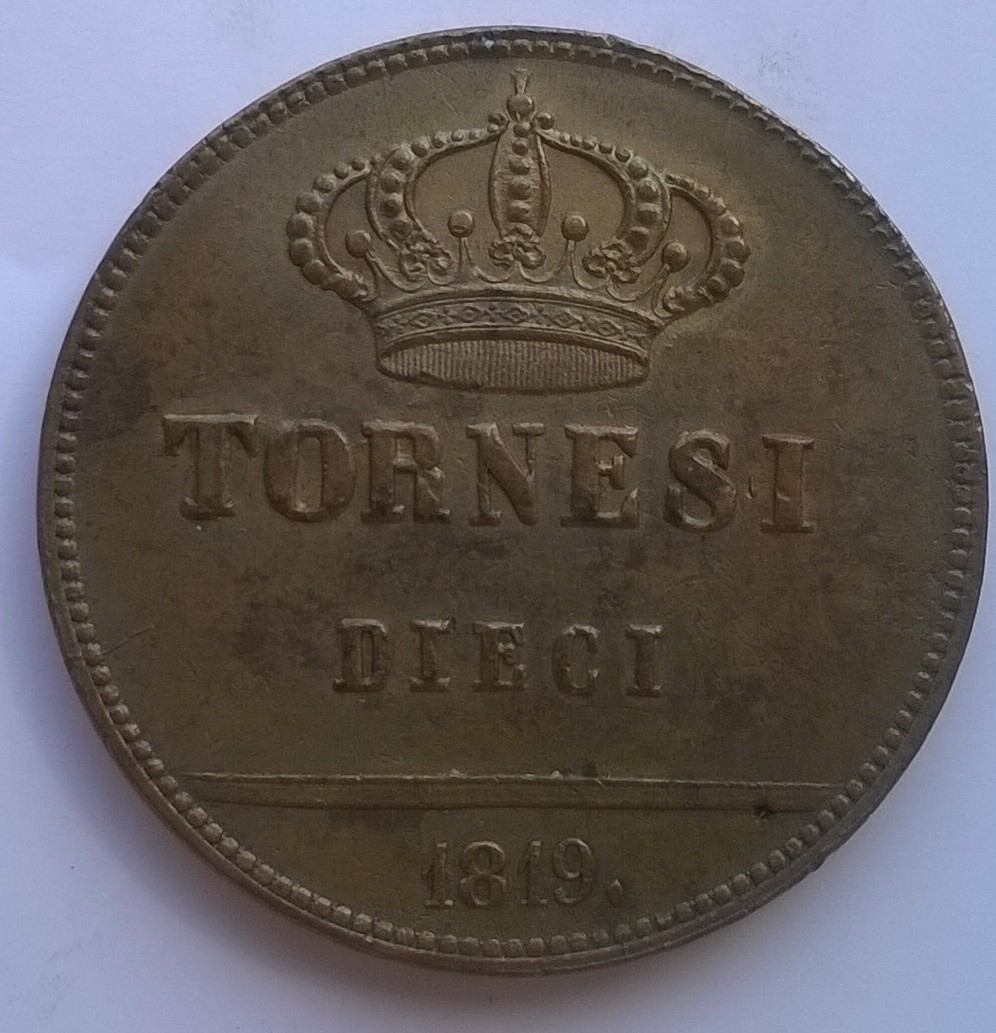 TORNESI
DIECI
1819.